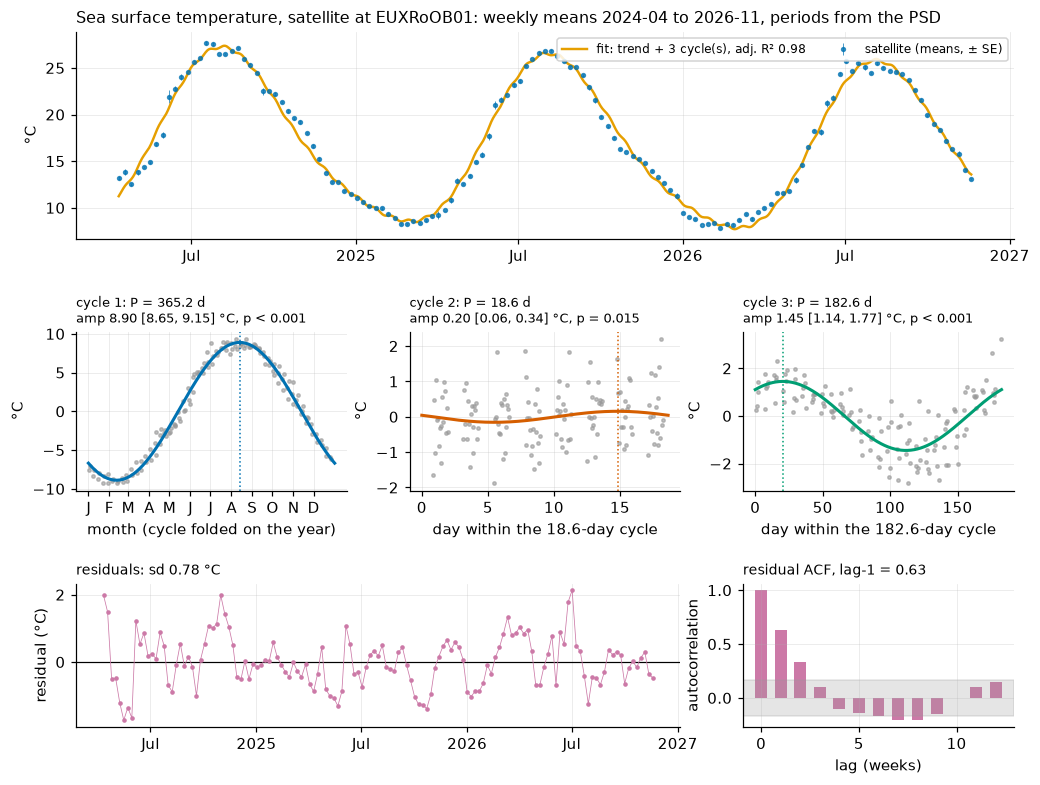 Sea surface temperature, satellite at EUXRoOB01: weekly means 2024-04 to 2026-11, periods from the PSD
fit: trend + 3 cycle(s), adj. R² 0.98
satellite (means, ± SE)
°C
25
20
15
10
Jul
2025
Jul
2026
Jul
2027
cycle 1: P = 365.2 d
amp 8.90 [8.65, 9.15] °C, p < 0.001
°C
10
5
0
−5
−10
J F M A M J J A S O N D
month (cycle folded on the year)
cycle 2: P = 18.6 d
amp 0.20 [0.06, 0.34] °C, p = 0.015
°C
2
1
0
−1
−2
0 5 10 15
day within the 18.6-day cycle
cycle 3: P = 182.6 d
amp 1.45 [1.14, 1.77] °C, p < 0.001
°C
2
0
−2
0 50 100 150
day within the 182.6-day cycle
residuals: sd 0.78 °C
residual (°C)
2
0
Jul
2025
Jul
2026
Jul
2027
residual ACF, lag-1 = 0.63
autocorrelation
1.0
0.5
0.0
0 5 10
lag (weeks)